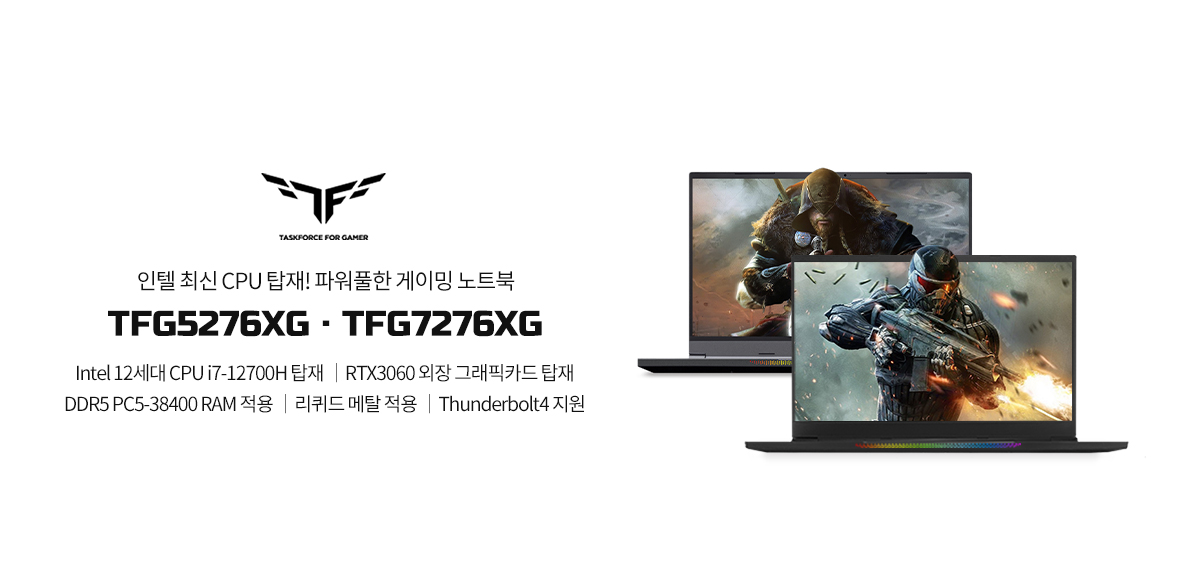 TF
TASKFORCE FOR GAMER
인텔 최신 CPU 탑재! 파워풀한 게이밍 노트북
TFG5276XG · TFG7276XG
Intel 12세대 CPU i7-12700H 탑재 | RTX3060 외장 그래픽카드 탑재
DDR5 PC5-38400 RAM 적용 | 리퀴드 메탈 적용 | Thunderbolt4 지원